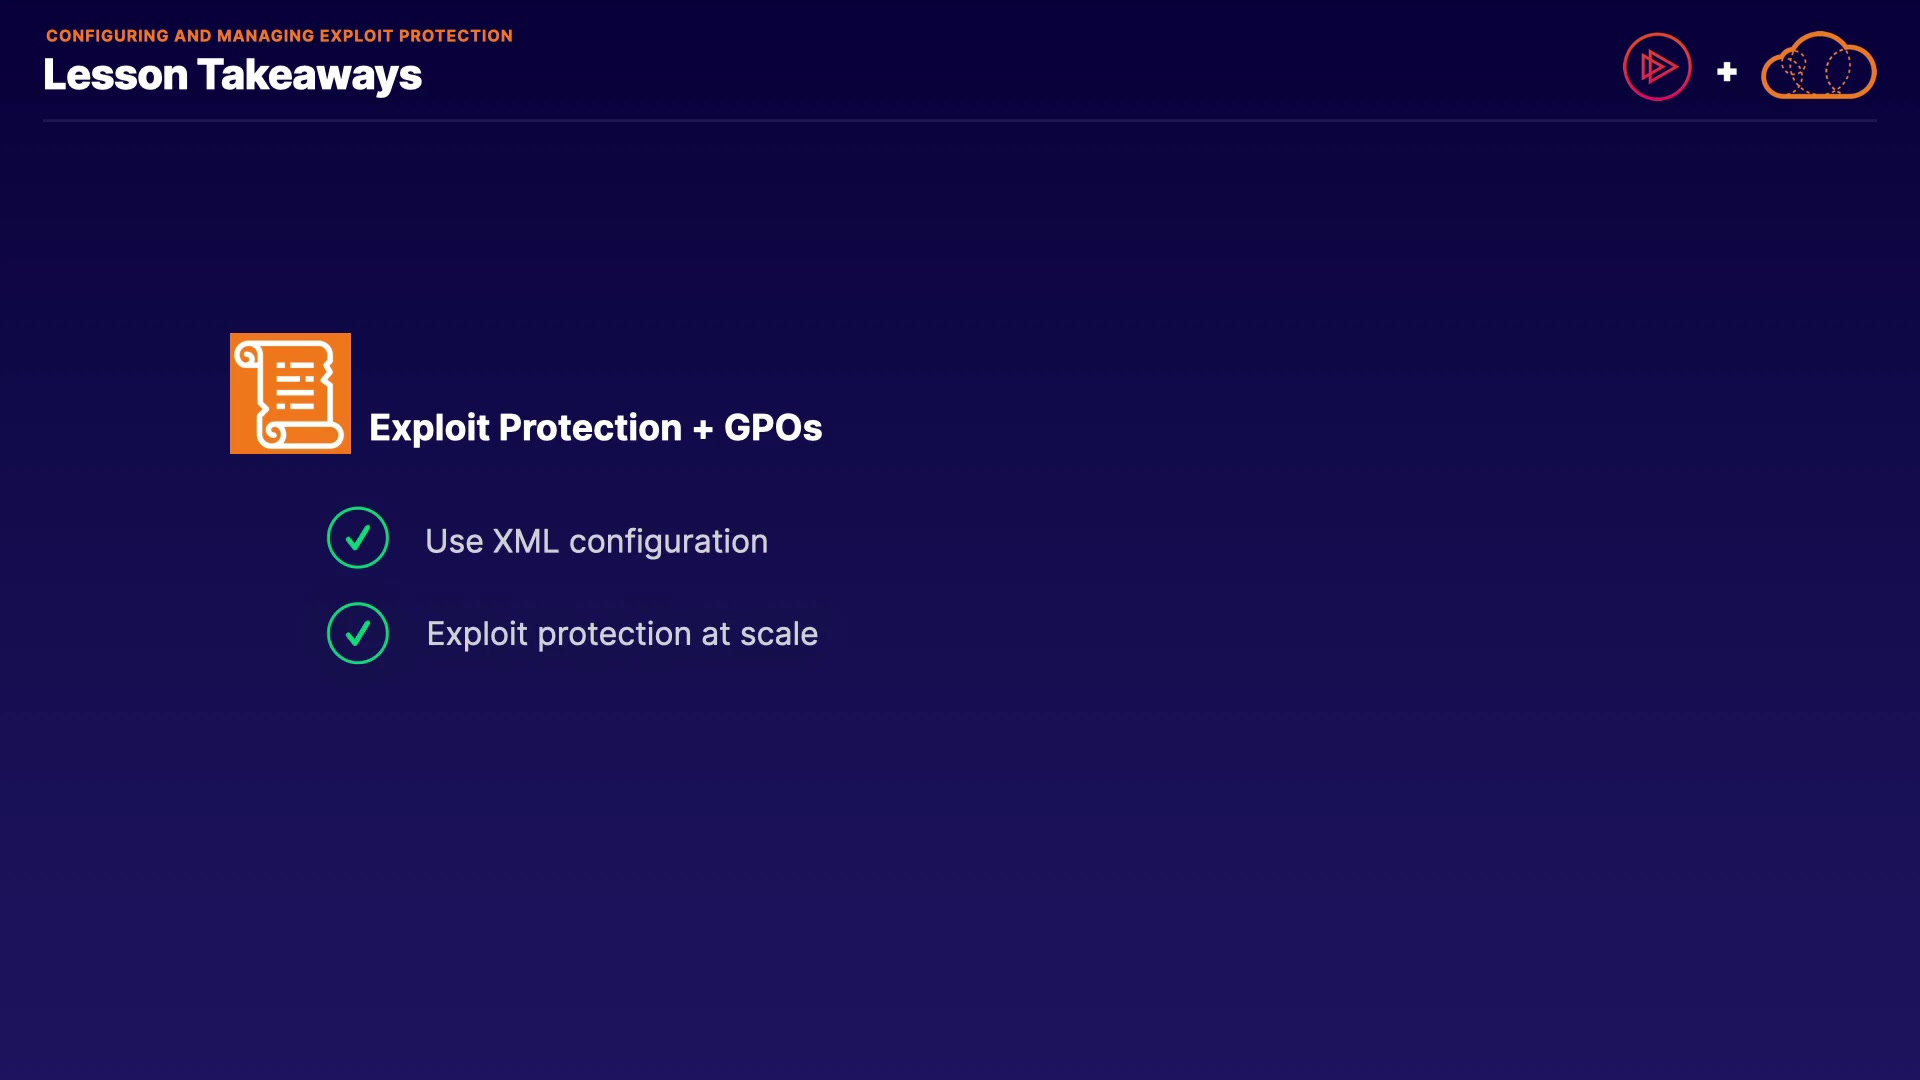 CONFIGURING AND MANAGING EXPLOIT PROTECTION
Lesson Takeaways
+
Exploit Protection + GPOs
Use XML configuration
Exploit protection at scale